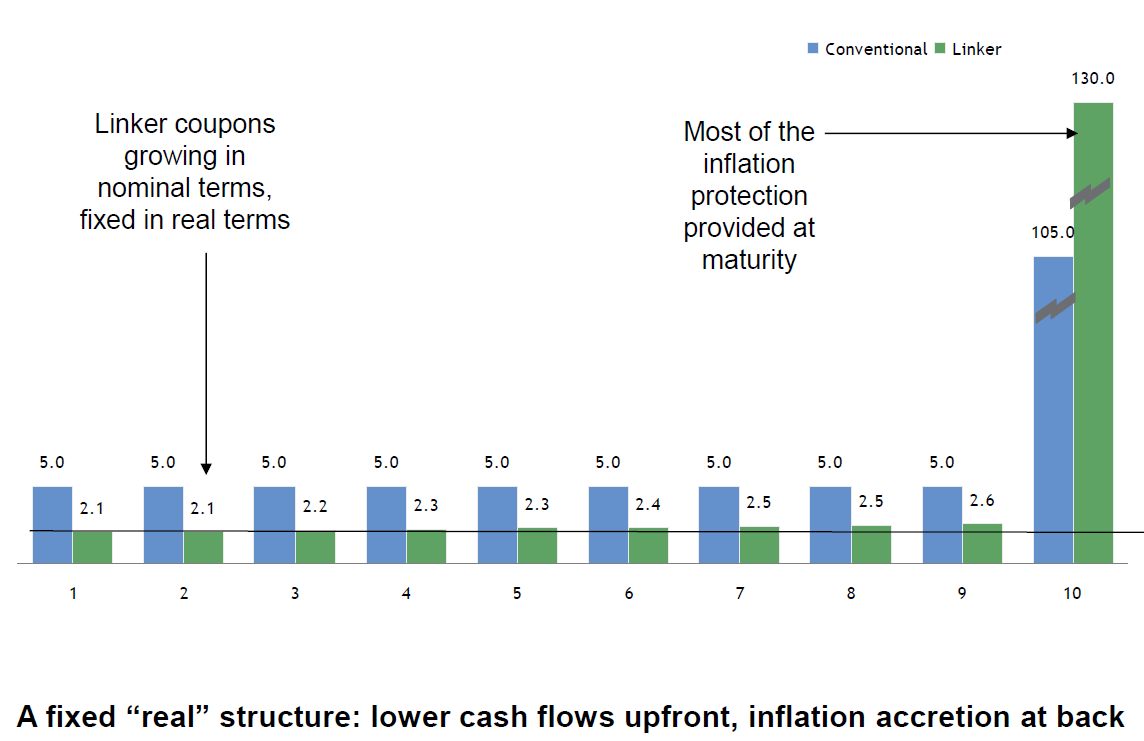 Conventional Linker
130.0
Linker coupons
growing in
nominal terms,
fixed in real terms
Most of the
inflation
protection
provided at
maturity
105.0
5.0 5.0 5.0 5.0 5.0 5.0 5.0 5.0 5.0
2.1 2.1 2.2 2.3 2.3 2.4 2.5 2.5 2.6
1 2 3 4 5 6 7 8 9 10
A fixed “real” structure: lower cash flows upfront, inflation accretion at back